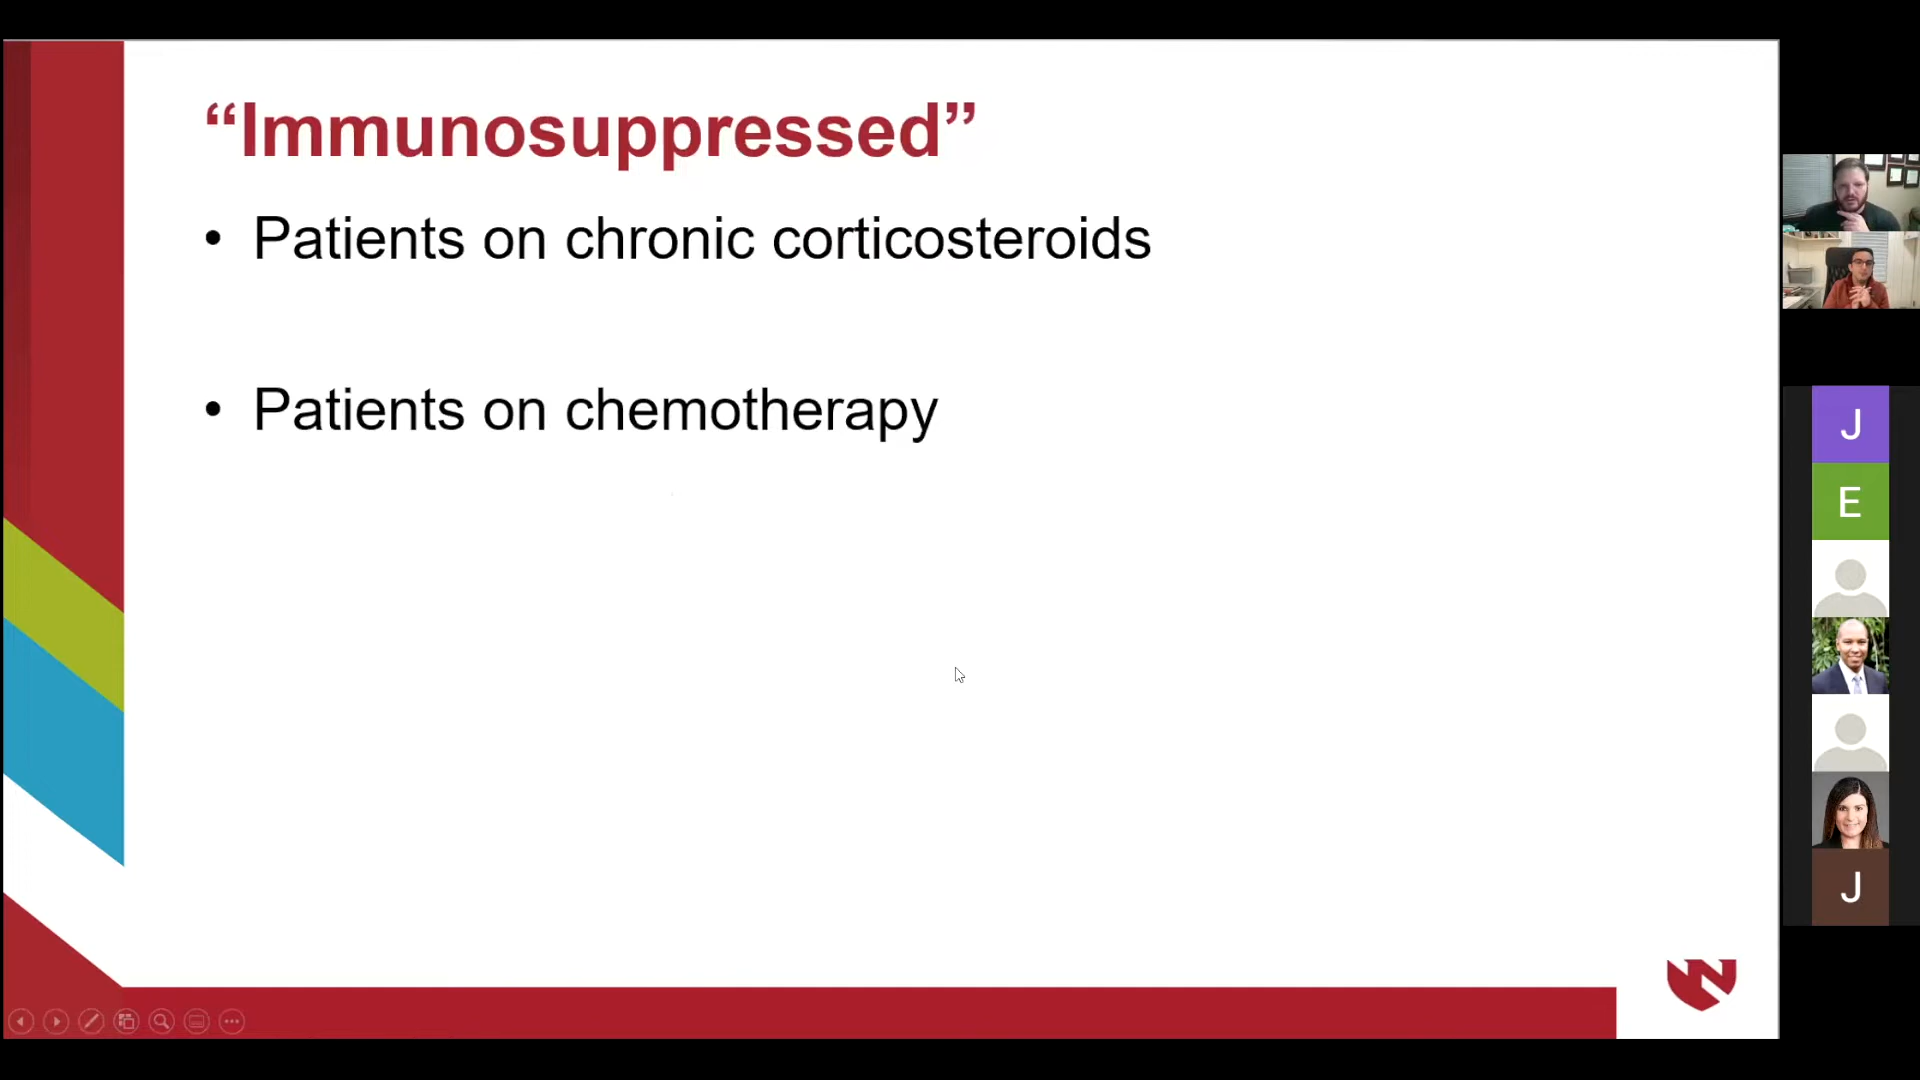 “Immunosuppressed”
• Patients on chronic corticosteroids
• Patients on chemotherapy
J
E
J
N